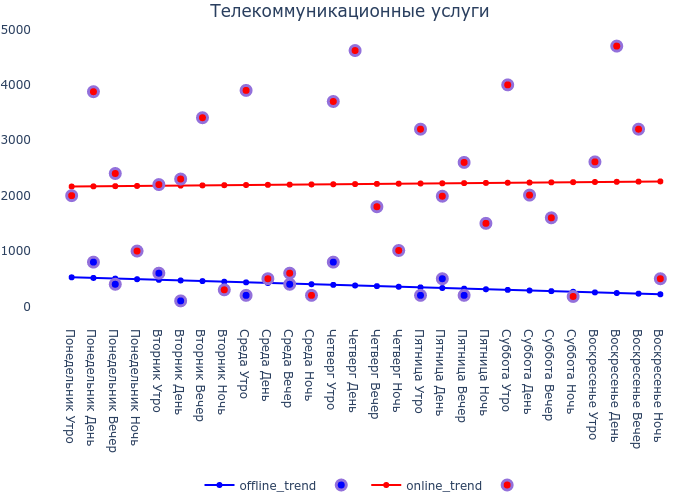 Телекоммуникационные услуги
5000
4000
3000
2000
1000
0
Понедельник Утро
Понедельник День
Понедельник Вечер
Понедельник Ночь
Вторник Утро
Вторник День
Вторник Вечер
Вторник Ночь
Среда Утро
Среда День
Среда Вечер
Среда Ночь
Четверг Утро
Четверг День
Четверг Вечер
Четверг Ночь
Пятница Утро
Пятница День
Пятница Вечер
Пятница Ночь
Суббота Утро
Суббота День
Суббота Вечер
Суббота Ночь
Воскресенье Утро
Воскресенье День
Воскресенье Вечер
Воскресенье Ночь
offline_trend online_trend